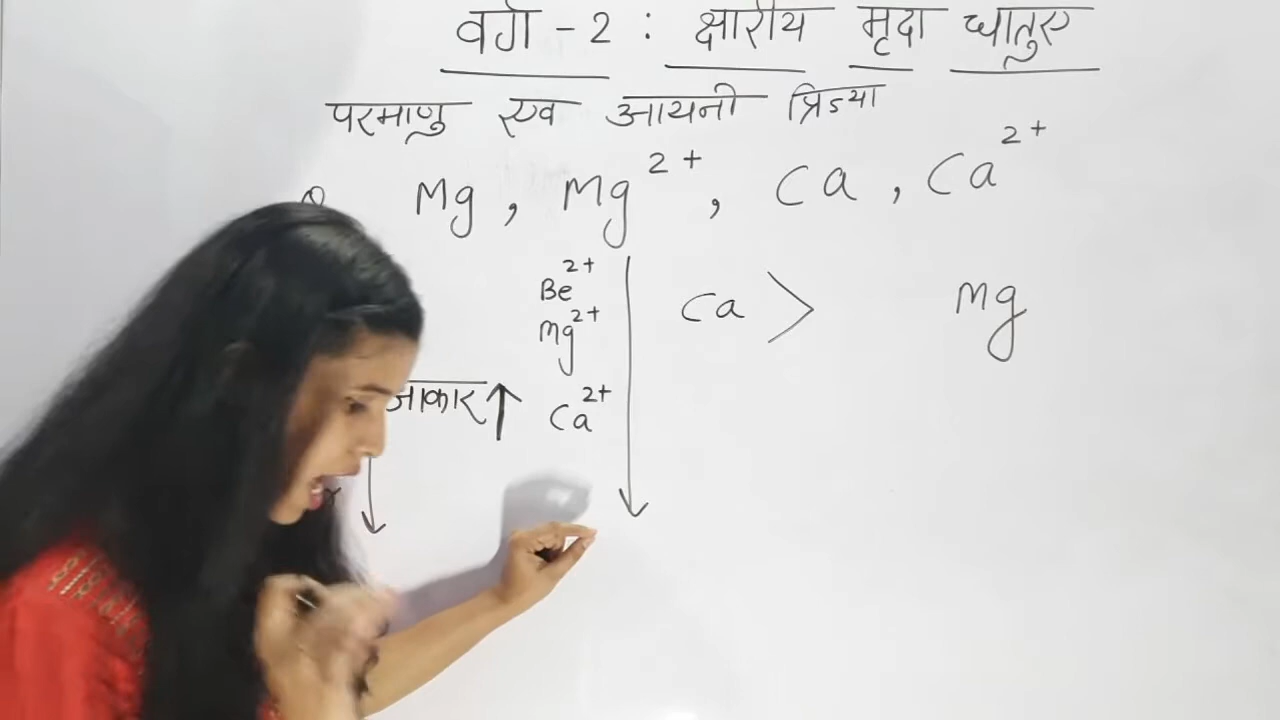 वर्ग - 2 : क्षारीय मृदा धातुए
परमाणु एव आयनी त्रिज्या
Mg , Mg²⁺ , Ca , Ca²⁺
Be²⁺
Mg²⁺
Ca > Mg
आकार ↑ Ca²⁺